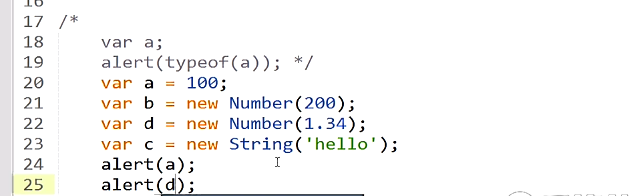 16
17 /*
18 var a;
19 alert(typeof(a)); */
20 var a = 100;
21 var b = new Number(200);
22 var d = new Number(1.34);
23 var c = new String('hello');
24 alert(a);
25 alert(d);